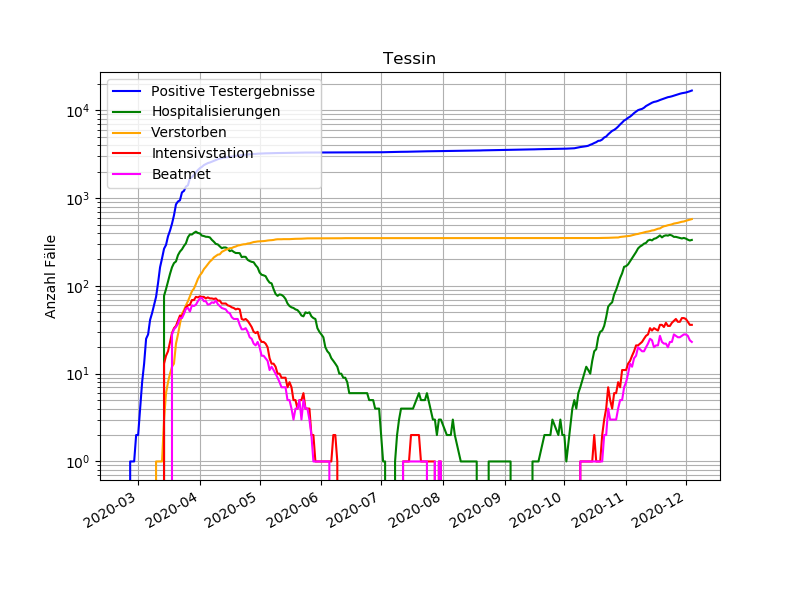 Tessin
Positive Testergebnisse
Hospitalisierungen
Verstorben
Intensivstation
Beatmet
Anzahl Fälle
10⁴
10³
10²
10¹
10⁰
2020-03
2020-04
2020-05
2020-06
2020-07
2020-08
2020-09
2020-10
2020-11
2020-12